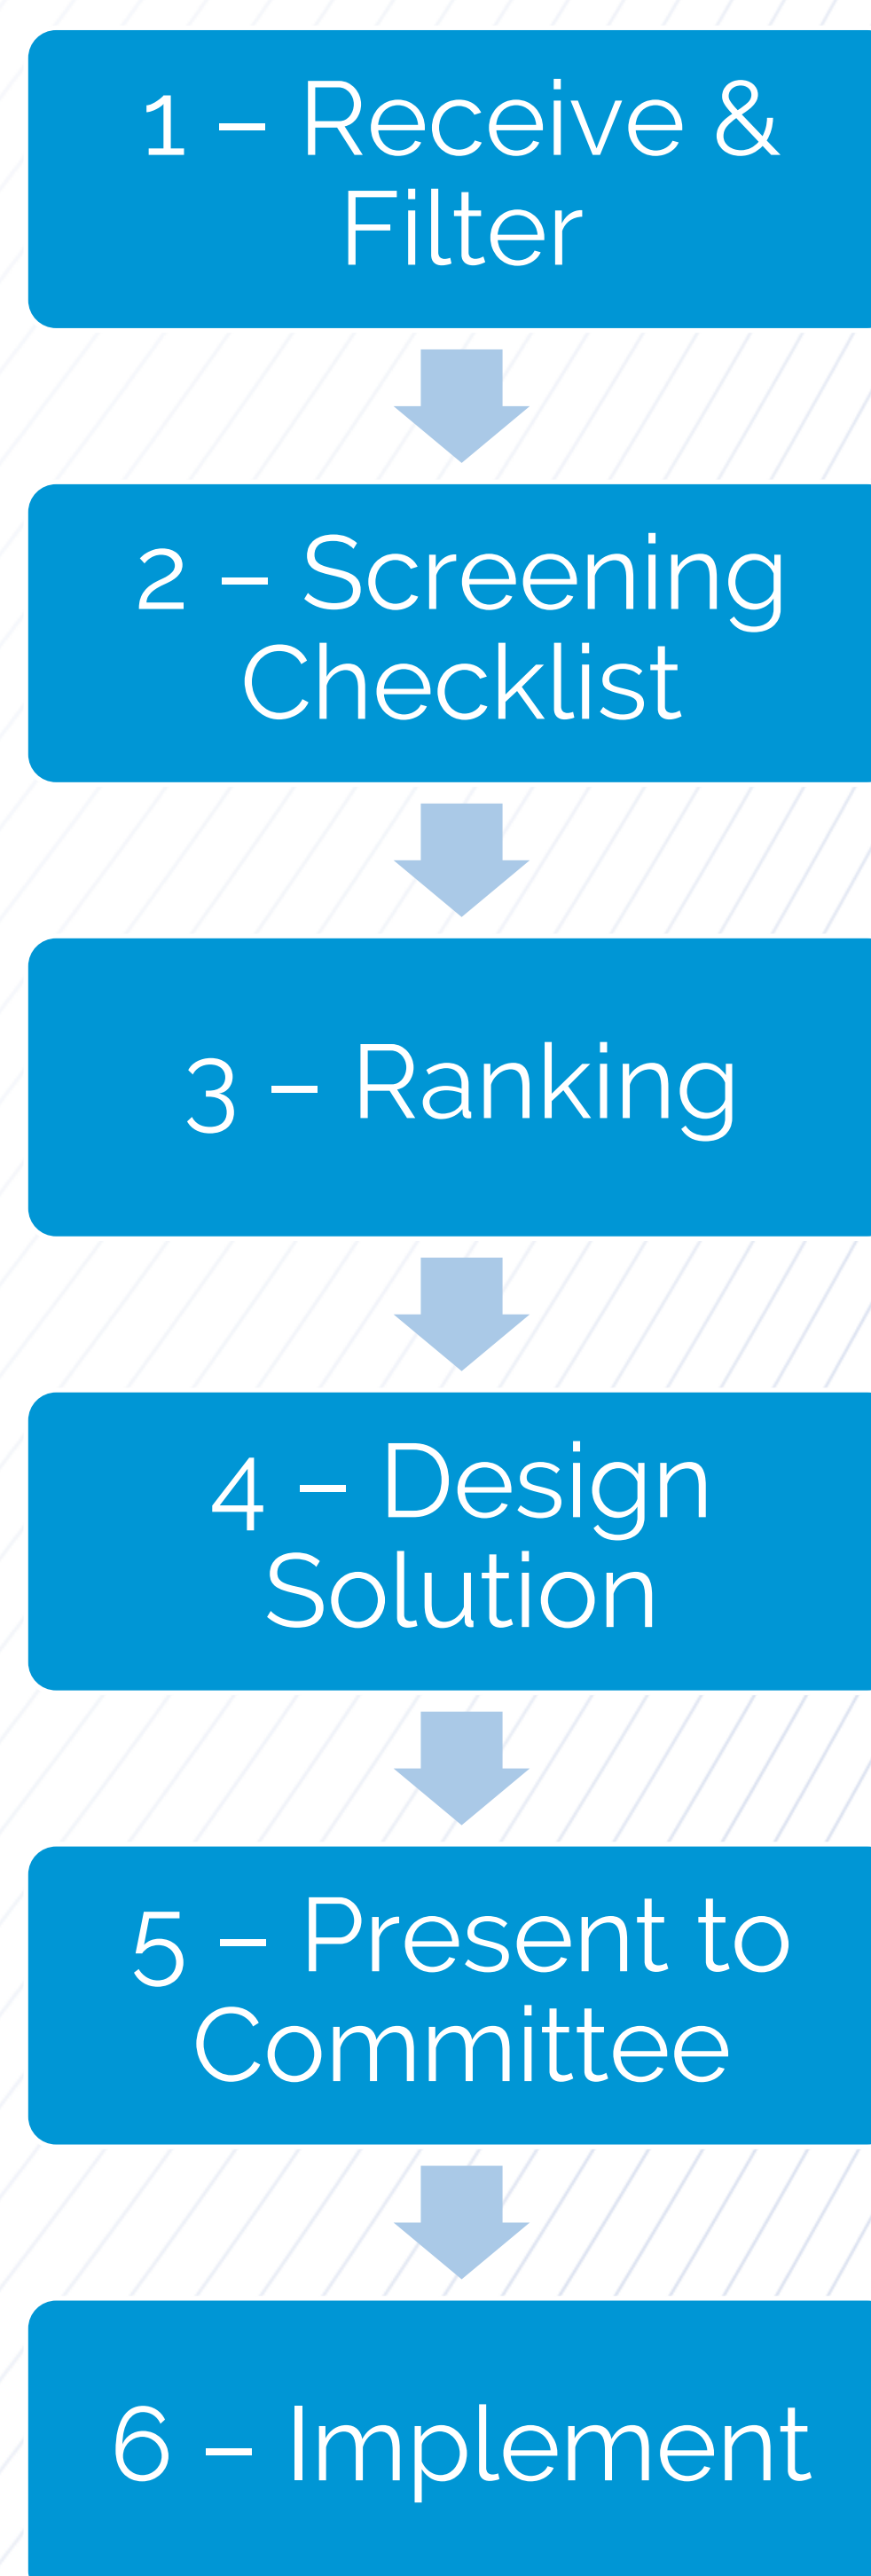 1 – Receive &
Filter
2 – Screening
Checklist
3 – Ranking
4 – Design
Solution
5 – Present to
Committee
6 – Implement